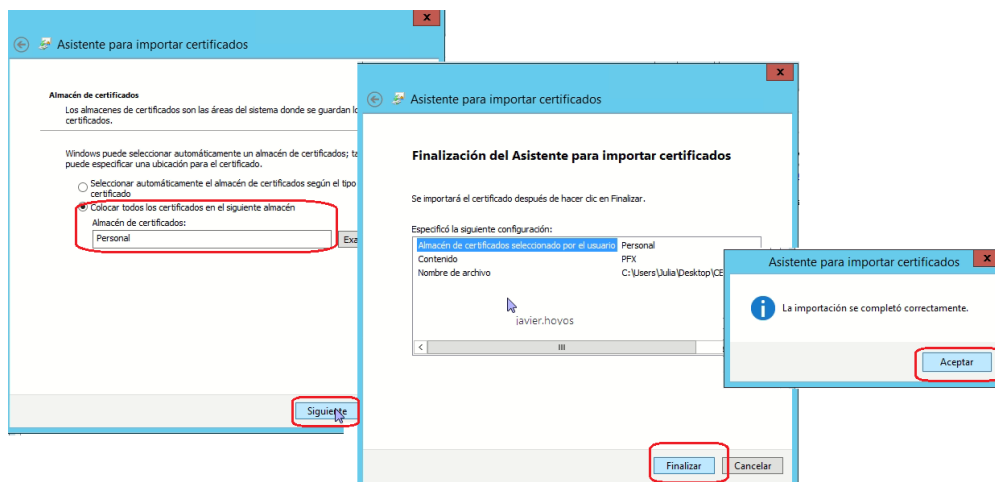 Asistente para importar certificados
Almacén de certificados
Los almacenes de certificados son las áreas del sistema donde se guardan
certificados.
Windows puede seleccionar automáticamente un almacén de certificados;
puede especificar una ubicación para el certificado.
Seleccionar automáticamente el almacén de certificados según el tipo
certificado
Colocar todos los certificados en el siguiente almacén
Almacén de certificados:
Personal
Exa
Siguiente
Asistente para importar certificados
Finalización del Asistente para importar certificados
Se importará el certificado después de hacer clic en Finalizar.
Especificó la siguiente configuración:
Almacén de certificados seleccionado por el usuario Personal
Contenido PFX
Nombre de archivo C:\Users\Julia\Desktop\CE
javier.hoyos
Finalizar
Cancelar
Asistente para importar certificados
La importación se completó correctamente.
Aceptar